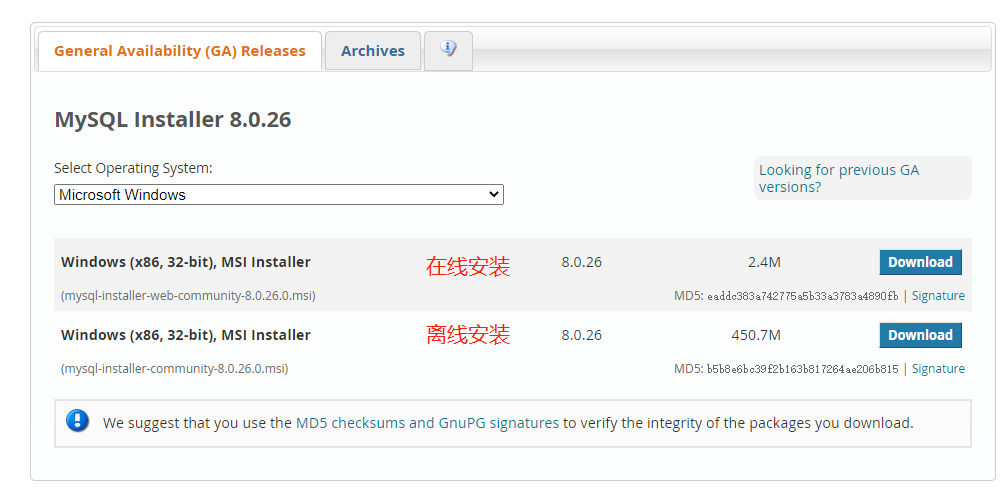 General Availability (GA) Releases
Archives
MySQL Installer 8.0.26
Select Operating System:
Microsoft Windows
Looking for previous GA
versions?
Windows (x86, 32-bit), MSI Installer 在线安装 8.0.26 2.4M Download
(mysql-installer-web-community-8.0.26.0.msi) MD5: eaddc383a742775a5b33a3783a4890fb | Signature
Windows (x86, 32-bit), MSI Installer 离线安装 8.0.26 450.7M Download
(mysql-installer-community-8.0.26.0.msi) MD5: b5b8e6bc39f2b163b817264ae206b815 | Signature
We suggest that you use the MD5 checksums and GnuPG signatures to verify the integrity of the packages you download.